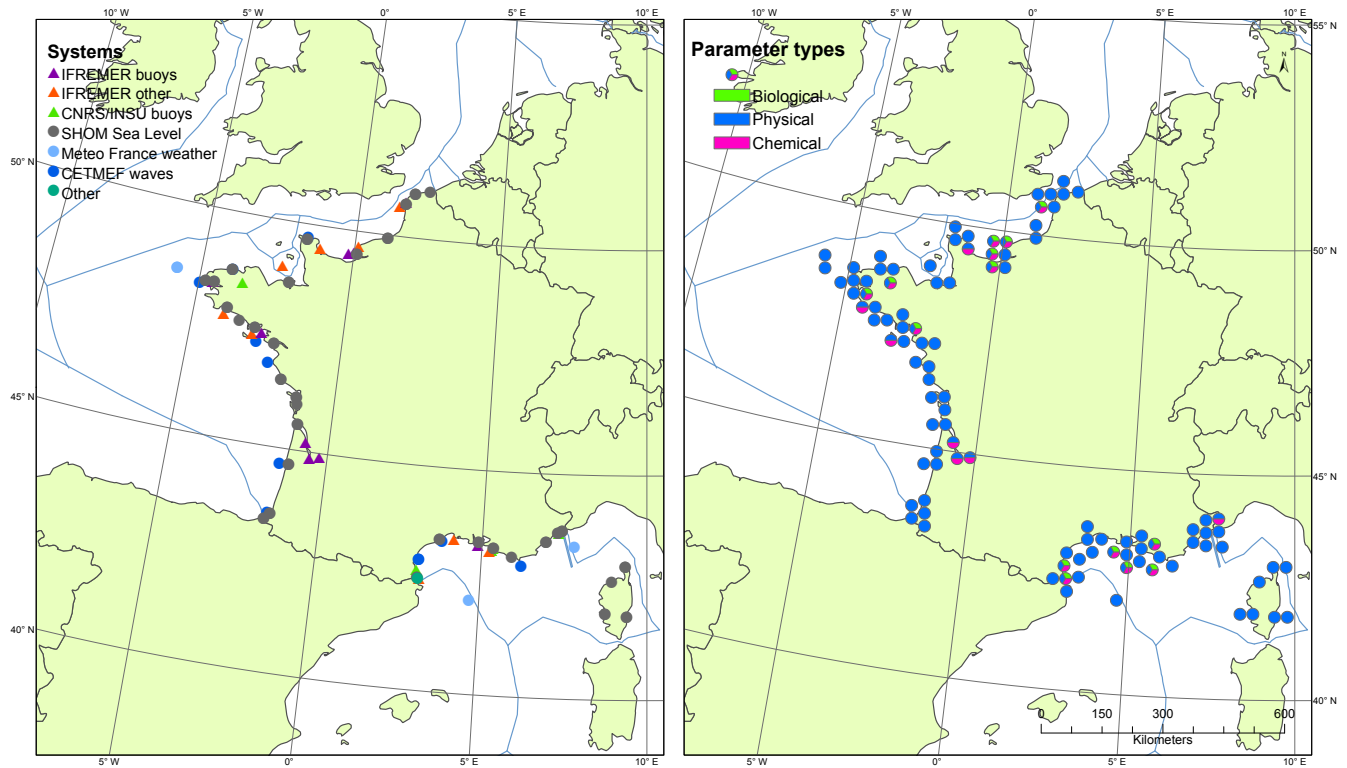 10° W 5° W 0° 5° E 10° E
Systems
IFREMER buoys
IFREMER other
CNRS/INSU buoys
SHOM Sea Level
Meteo France weather
CETMEF waves
Other
50° N
45° N
40° N
5° W 0° 5° E 10° E
10° W 5° W 0° 5° E 10° E
Parameter types
Biological
Physical
Chemical
N
55° N
50° N
45° N
40° N
0 150 300 600
Kilometers
10° W 0° 5° E 10° E